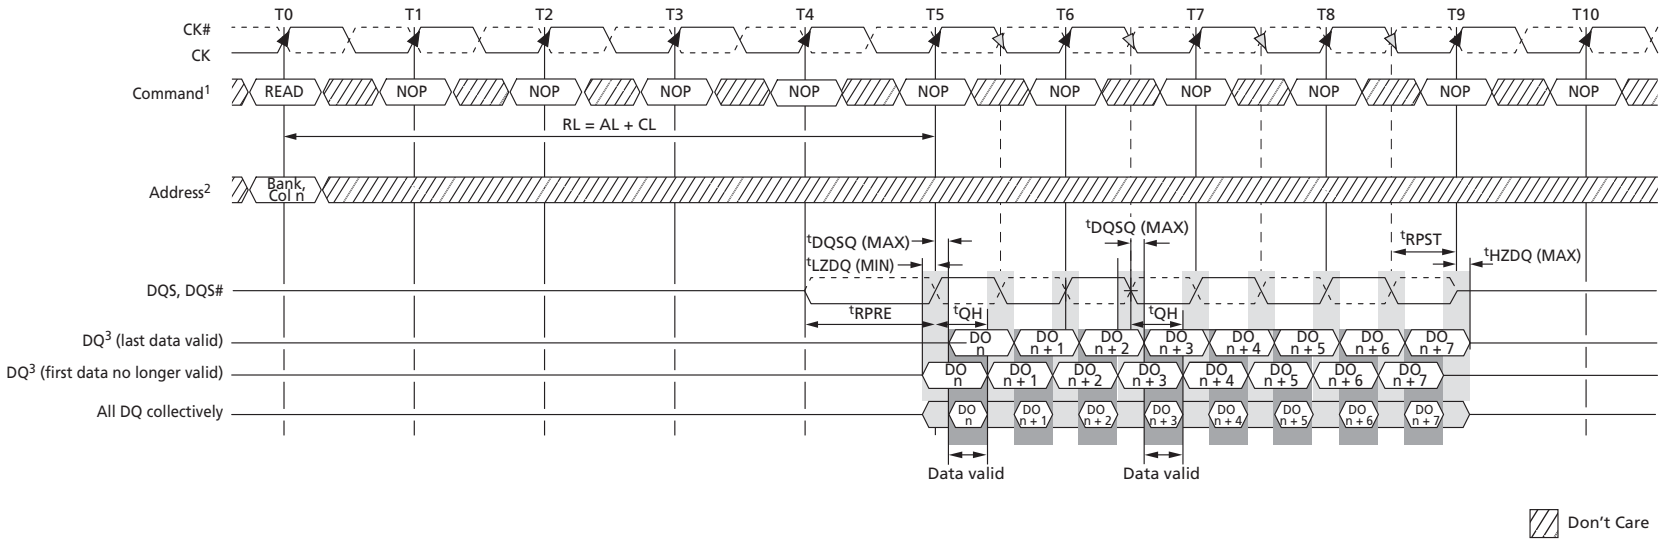 T0 T1 T2 T3 T4 T5 T6 T7 T8 T9 T10
CK#
CK
Command1 READ NOP NOP NOP NOP NOP NOP NOP NOP NOP NOP
RL = AL + CL
Address2 Bank,
Col n
tDQSQ (MAX) tDQSQ (MAX) tRPST
tLZDQ (MIN) tHZDQ (MAX)
DQS, DQS#
tRPRE tQH tQH
DQ3 (last data valid) DO
n DO
n + 1 DO
n + 2 DO
n + 3 DO
n + 4 DO
n + 5 DO
n + 6 DO
n + 7
DQ3 (first data no longer valid) DO
n DO
n + 1 DO
n + 2 DO
n + 3 DO
n + 4 DO
n + 5 DO
n + 6 DO
n + 7
All DQ collectively DO
n DO
n + 1 DO
n + 2 DO
n + 3 DO
n + 4 DO
n + 5 DO
n + 6 DO
n + 7
Data valid Data valid
Don't Care